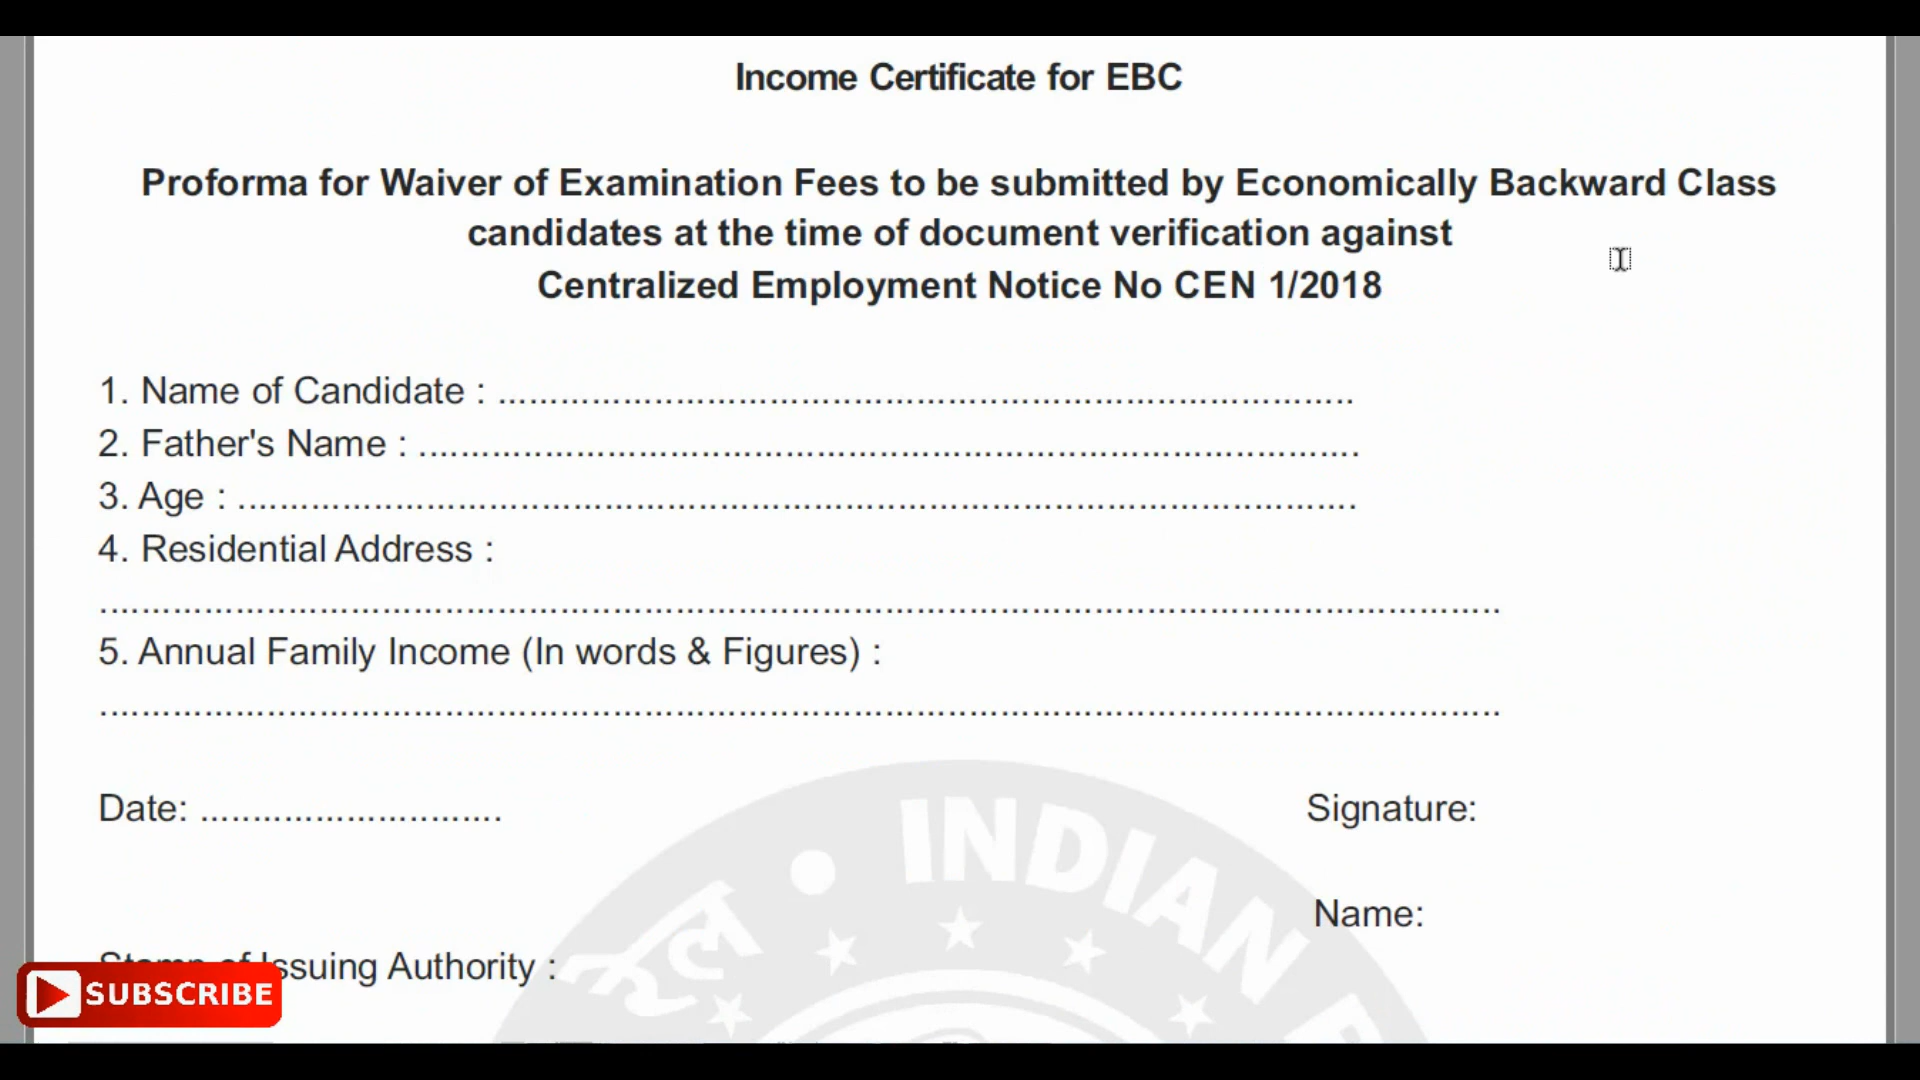 Income Certificate for EBC
Proforma for Waiver of Examination Fees to be submitted by Economically Backward Class
candidates at the time of document verification against
Centralized Employment Notice No CEN 1/2018
1. Name of Candidate : ................................................................................
2. Father's Name : ........................................................................................
3. Age : .........................................................................................................
4. Residential Address :
....................................................................................................................................
5. Annual Family Income (In words & Figures) :
....................................................................................................................................
Date: .............................
Signature:
Name:
Stamp of Issuing Authority :
SUBSCRIBE
रेल • INDIAN